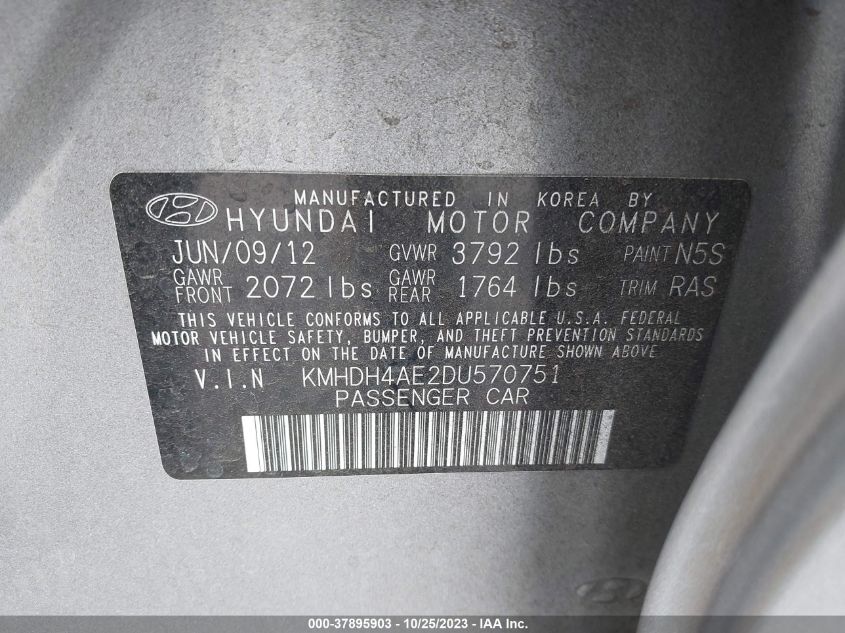 MANUFACTURED IN KOREA BY
HYUNDAI MOTOR COMPANY
JUN/09/12 GVWR 3792 lbs PAINT N5S
GAWR FRONT 2072 lbs GAWR REAR 1764 lbs TRIM RAS
THIS VEHICLE CONFORMS TO ALL APPLICABLE U.S.A. FEDERAL
MOTOR VEHICLE SAFETY, BUMPER, AND THEFT PREVENTION STANDARDS
IN EFFECT ON THE DATE OF MANUFACTURE SHOWN ABOVE
V.I.N KMHDH4AE2DU570751
PASSENGER CAR
000-37895903 - 10/25/2023 - IAA Inc.